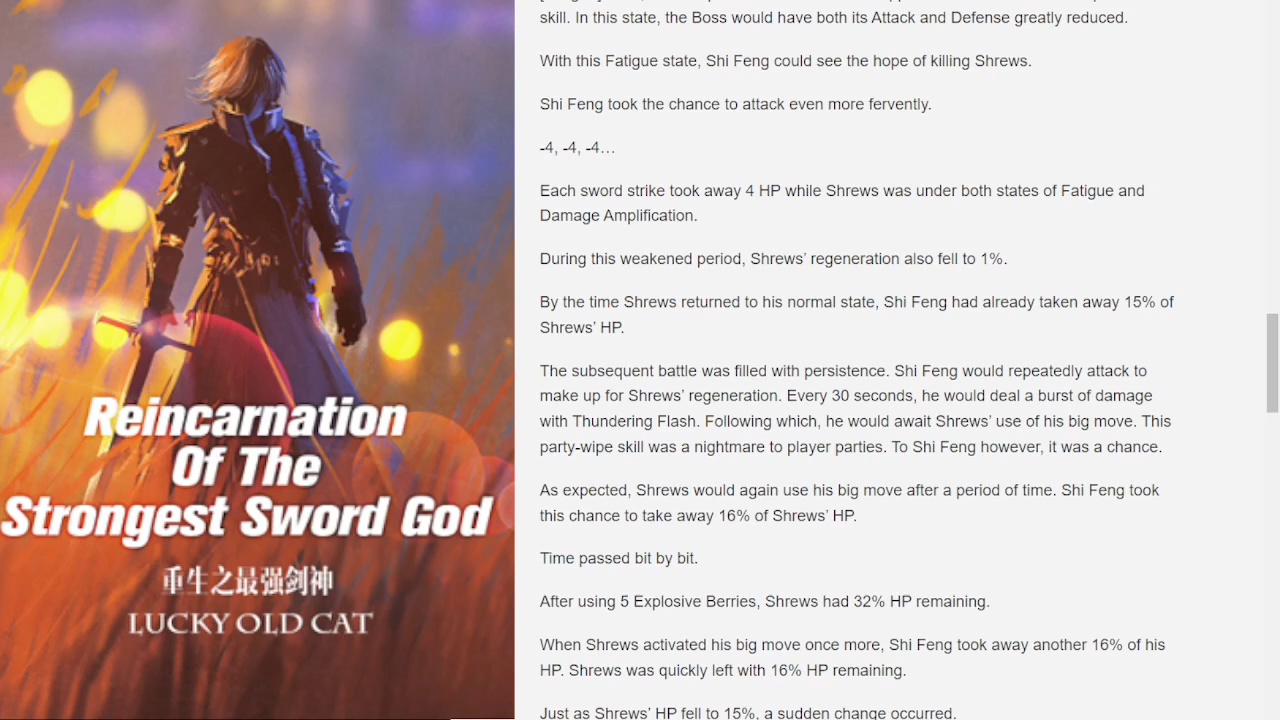 Reincarnation
Of The
Strongest Sword God
重生之最强剑神
LUCKY OLD CAT
skill. In this state, the Boss would have both its Attack and Defense greatly reduced.
With this Fatigue state, Shi Feng could see the hope of killing Shrews.
Shi Feng took the chance to attack even more fervently.
-4, -4, -4…
Each sword strike took away 4 HP while Shrews was under both states of Fatigue and
Damage Amplification.
During this weakened period, Shrews’ regeneration also fell to 1%.
By the time Shrews returned to his normal state, Shi Feng had already taken away 15% of
Shrews’ HP.
The subsequent battle was filled with persistence. Shi Feng would repeatedly attack to
make up for Shrews’ regeneration. Every 30 seconds, he would deal a burst of damage
with Thundering Flash. Following which, he would await Shrews’ use of his big move. This
party-wipe skill was a nightmare to player parties. To Shi Feng however, it was a chance.
As expected, Shrews would again use his big move after a period of time. Shi Feng took
this chance to take away 16% of Shrews’ HP.
Time passed bit by bit.
After using 5 Explosive Berries, Shrews had 32% HP remaining.
When Shrews activated his big move once more, Shi Feng took away another 16% of his
HP. Shrews was quickly left with 16% HP remaining.
Just as Shrews’ HP fell to 15%, a sudden change occurred.